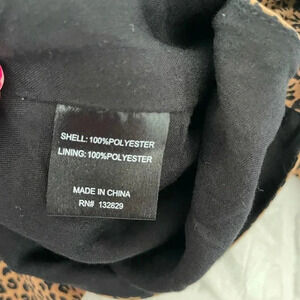 SHELL: 100%POLYESTER
LINING: 100%POLYESTER
MADE IN CHINA
RN# 132829